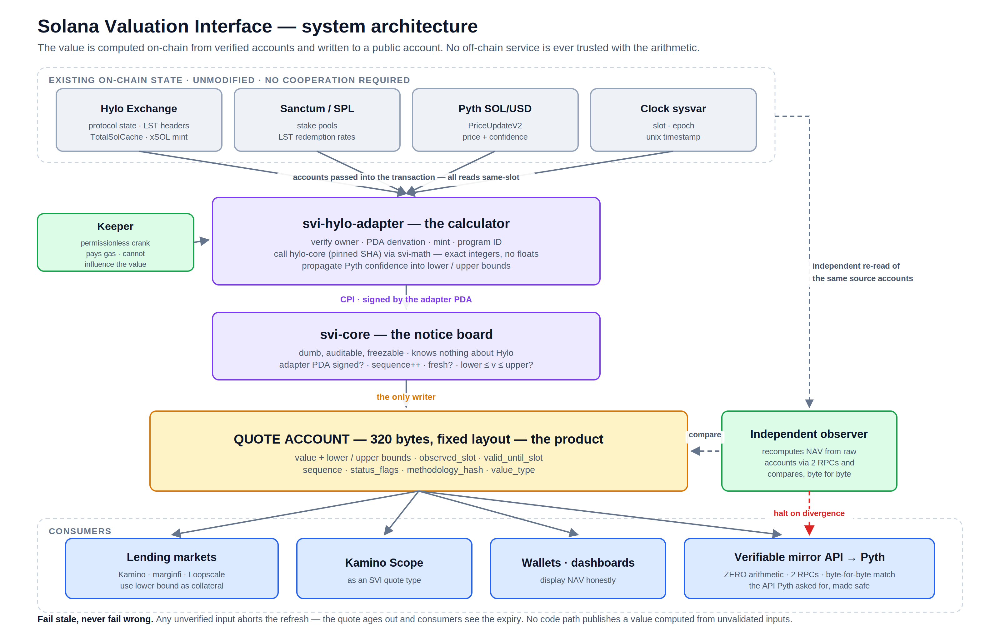 Solana Valuation Interface — system architecture
The value is computed on-chain from verified accounts and written to a public account. No off-chain service is ever trusted with the arithmetic.
EXISTING ON-CHAIN STATE · UNMODIFIED · NO COOPERATION REQUIRED
Hylo Exchange
protocol state · LST headers
TotalSolCache · xSOL mint
Sanctum / SPL
stake pools
LST redemption rates
Pyth SOL/USD
PriceUpdateV2
price + confidence
Clock sysvar
slot · epoch
unix timestamp
accounts passed into the transaction — all reads same-slot
Keeper
permissionless crank
pays gas · cannot
influence the value
svi-hylo-adapter — the calculator
verify owner · PDA derivation · mint · program ID
call hylo-core (pinned SHA) via svi-math — exact integers, no floats
propagate Pyth confidence into lower / upper bounds
independent re-read of
the same source accounts
CPI · signed by the adapter PDA
svi-core — the notice board
dumb, auditable, freezable · knows nothing about Hylo
adapter PDA signed? · sequence++ · fresh? · lower ≤ v ≤ upper?
the only writer
QUOTE ACCOUNT — 320 bytes, fixed layout — the product
value + lower / upper bounds · observed_slot · valid_until_slot
sequence · status_flags · methodology_hash · value_type
compare
Independent observer
recomputes NAV from raw
accounts via 2 RPCs and
compares, byte for byte
halt on divergence
CONSUMERS
Lending markets
Kamino · marginfi · Loopscale
use lower bound as collateral
Kamino Scope
as an SVI quote type
Wallets · dashboards
display NAV honestly
Verifiable mirror API → Pyth
ZERO arithmetic · 2 RPCs · byte-for-byte match
the API Pyth asked for, made safe
Fail stale, never fail wrong. Any unverified input aborts the refresh — the quote ages out and consumers see the expiry. No code path publishes a value computed from unvalidated inputs.